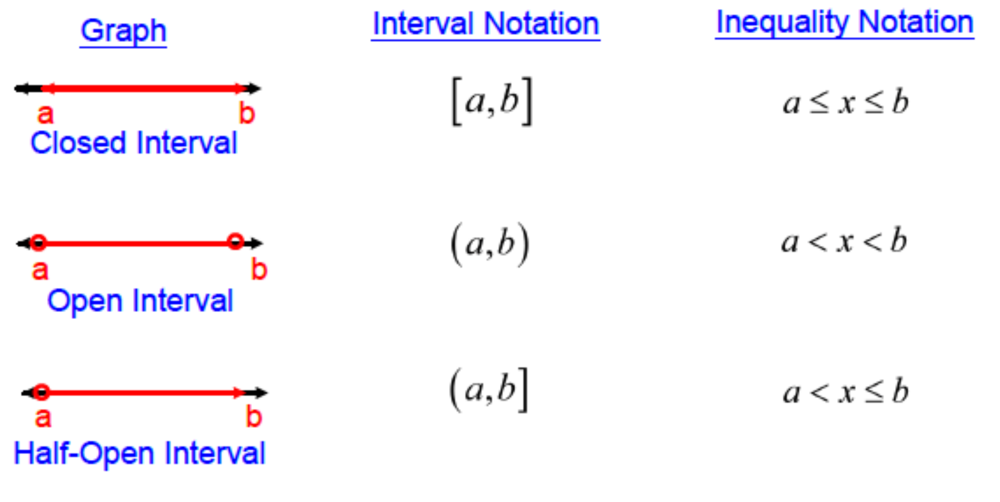 Graph Interval Notation Inequality Notation
[a,b] a ≤ x ≤ b
a b
Closed Interval
(a,b) a < x < b
a b
Open Interval
(a,b] a < x ≤ b
a b
Half-Open Interval